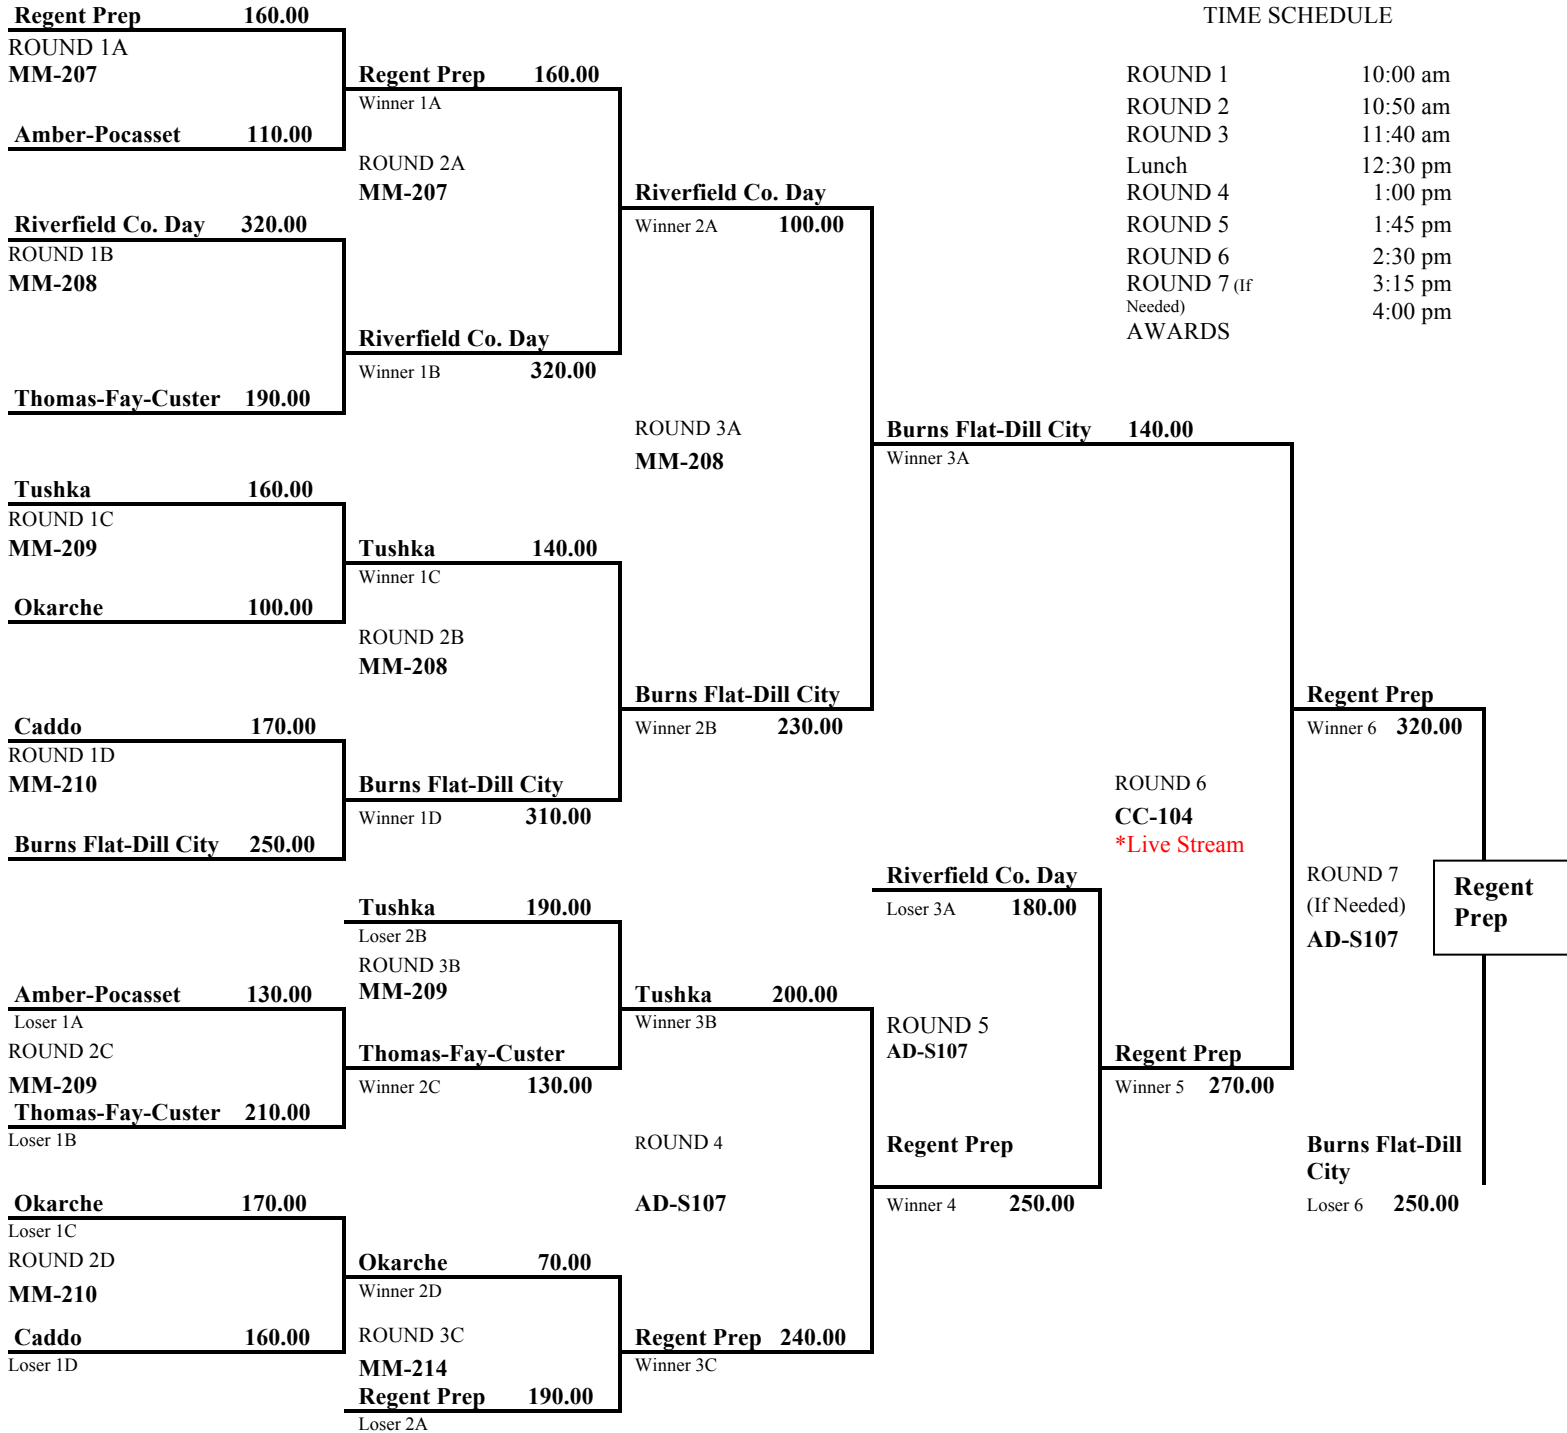 Regent Prep 160.00
ROUND 1A
MM-207
Amber-Pocasset 110.00
Riverfield Co. Day 320.00
ROUND 1B
MM-208
Thomas-Fay-Custer 190.00
Tushka 160.00
ROUND 1C
MM-209
Okarche 100.00
Caddo 170.00
ROUND 1D
MM-210
Burns Flat-Dill City 250.00
Amber-Pocasset 130.00
Loser 1A
ROUND 2C
MM-209
Thomas-Fay-Custer 210.00
Loser 1B
Okarche 170.00
Loser 1C
ROUND 2D
MM-210
Caddo 160.00
Loser 1D
Regent Prep 160.00
Winner 1A
ROUND 2A
MM-207
Riverfield Co. Day
Winner 1B 320.00
Tushka 140.00
Winner 1C
ROUND 2B
MM-208
Burns Flat-Dill City
Winner 1D 310.00
Tushka 190.00
Loser 2B
ROUND 3B
MM-209
Thomas-Fay-Custer
Winner 2C 130.00
Okarche 70.00
Winner 2D
ROUND 3C
MM-214
Regent Prep 190.00
Loser 2A
Riverfield Co. Day
Winner 2A 100.00
ROUND 3A
MM-208
Burns Flat-Dill City
Winner 2B 230.00
Tushka 200.00
Winner 3B
ROUND 4
AD-S107
Regent Prep 240.00
Winner 3C
Burns Flat-Dill City 140.00
Winner 3A
Riverfield Co. Day
Loser 3A 180.00
ROUND 5
AD-S107
Regent Prep
Winner 4 250.00
ROUND 6
CC-104
*Live Stream
Regent Prep
Winner 5 270.00
Regent Prep
Winner 6 320.00
ROUND 7
(If Needed)
AD-S107
Burns Flat-Dill
City
Loser 6 250.00
Regent
Prep
TIME SCHEDULE
ROUND 1 10:00 am
ROUND 2 10:50 am
ROUND 3 11:40 am
Lunch 12:30 pm
ROUND 4 1:00 pm
ROUND 5 1:45 pm
ROUND 6 2:30 pm
ROUND 7 (If 3:15 pm
Needed) 4:00 pm
AWARDS